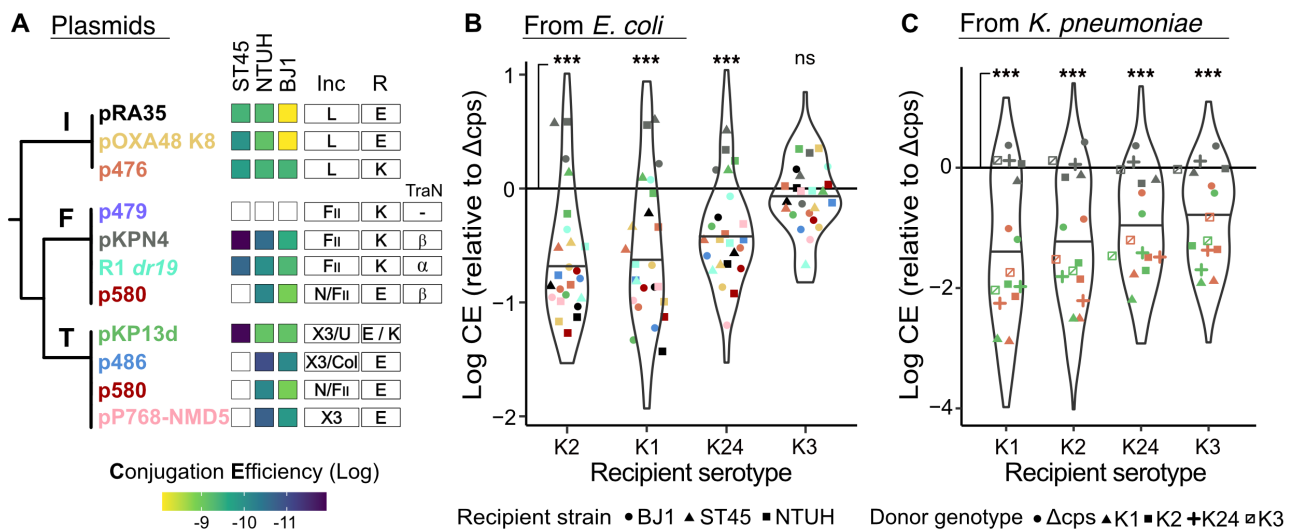 A Plasmids
ST45 NTUH BJ1 Inc R
I
pRA35 L E
pOXA48 K8 L E
p476 L K
TraN
F
p479 FII K -
pKPN4 FII K β
R1 dr19 FII K α
p580 N/FII E β
T
pKP13d X3/U E / K
p486 X3/Col E
p580 N/FII E
pP768-NMD5 X3 E
Conjugation Efficiency (Log)
-9 -10 -11
B From E. coli
*** *** *** ns
Log CE (relative to Δcps)
1
0
−1
−2
K2 K1 K24 K3
Recipient serotype
Recipient strain BJ1 ST45 NTUH
C From K. pneumoniae
*** *** *** ***
Log CE (relative to Δcps)
0
−2
−4
K1 K2 K24 K3
Recipient serotype
Donor genotype Δcps K1 K2 K24 K3